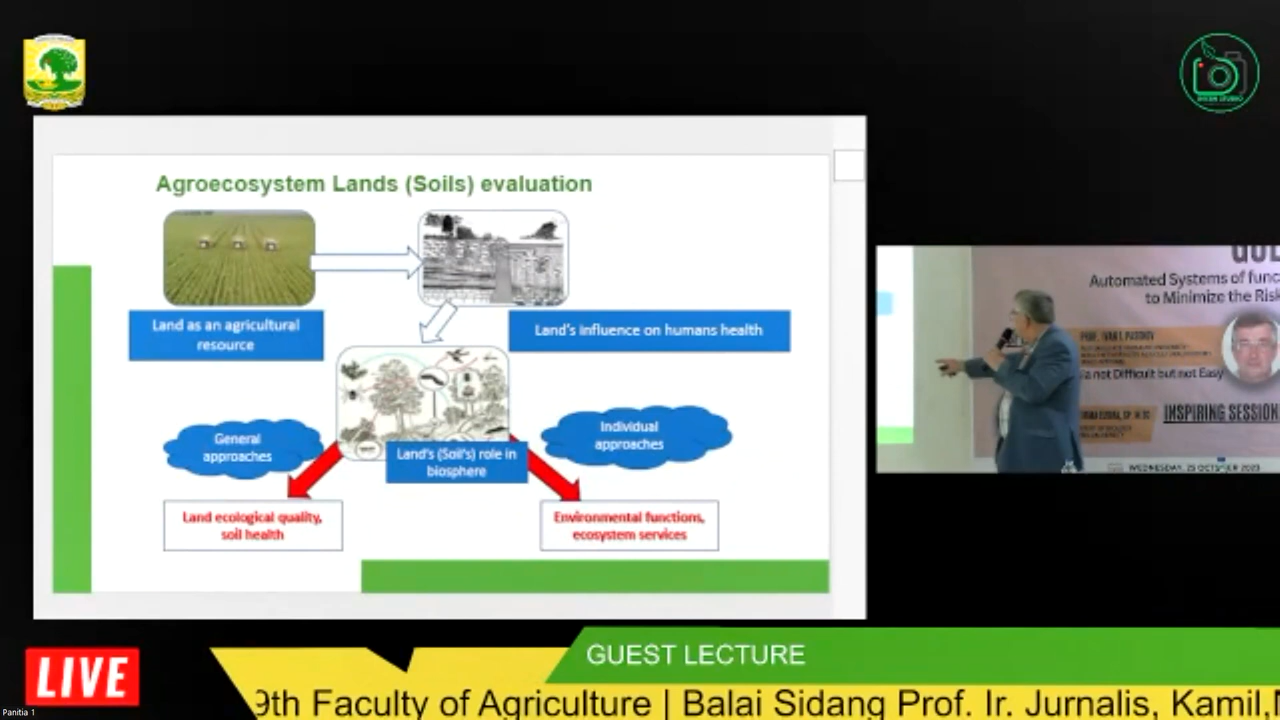 Agroecosystem Lands (Soils) evaluation
Land as an agricultural
resource
Land's influence on humans health
General
approaches
Individual
approaches
Land's (Soil's) role in
biosphere
Land ecological quality,
soil health
Environmental functions,
ecosystem services
Automated Systems of func
to Minimize the Risk
a not Difficult but not Easy
INSPIRING SESSION
WEDNESDAY, 25 OCTOBER 2023
LIVE
GUEST LECTURE
9th Faculty of Agriculture | Balai Sidang Prof. Ir. Jurnalis, Kamil.
Panitia 1